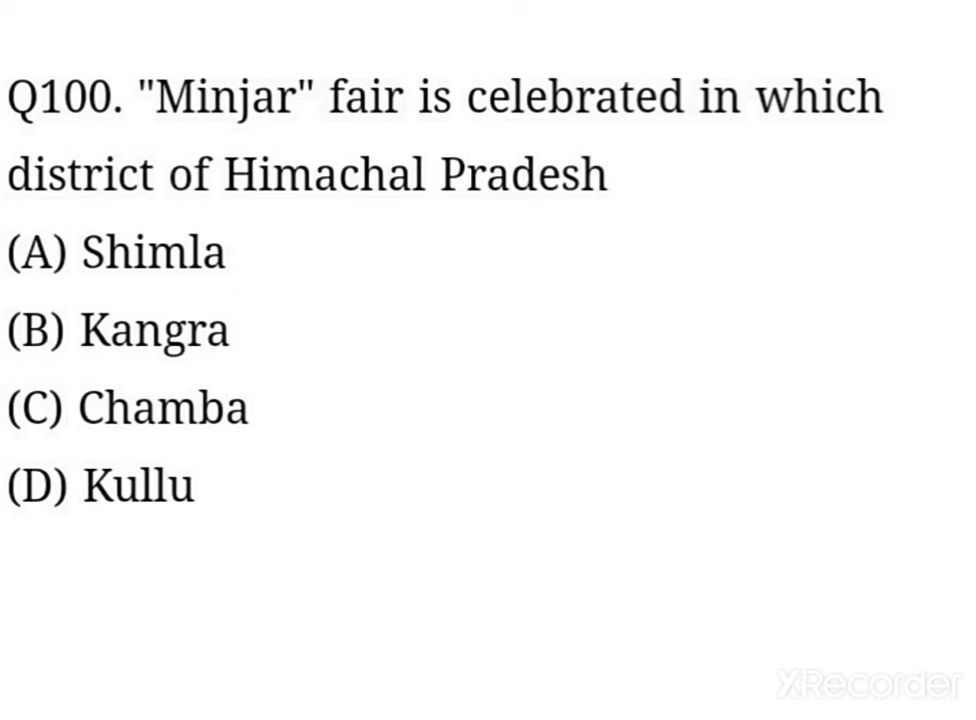 Q100. "Minjar" fair is celebrated in which
district of Himachal Pradesh
(A) Shimla
(B) Kangra
(C) Chamba
(D) Kullu
XRecorder